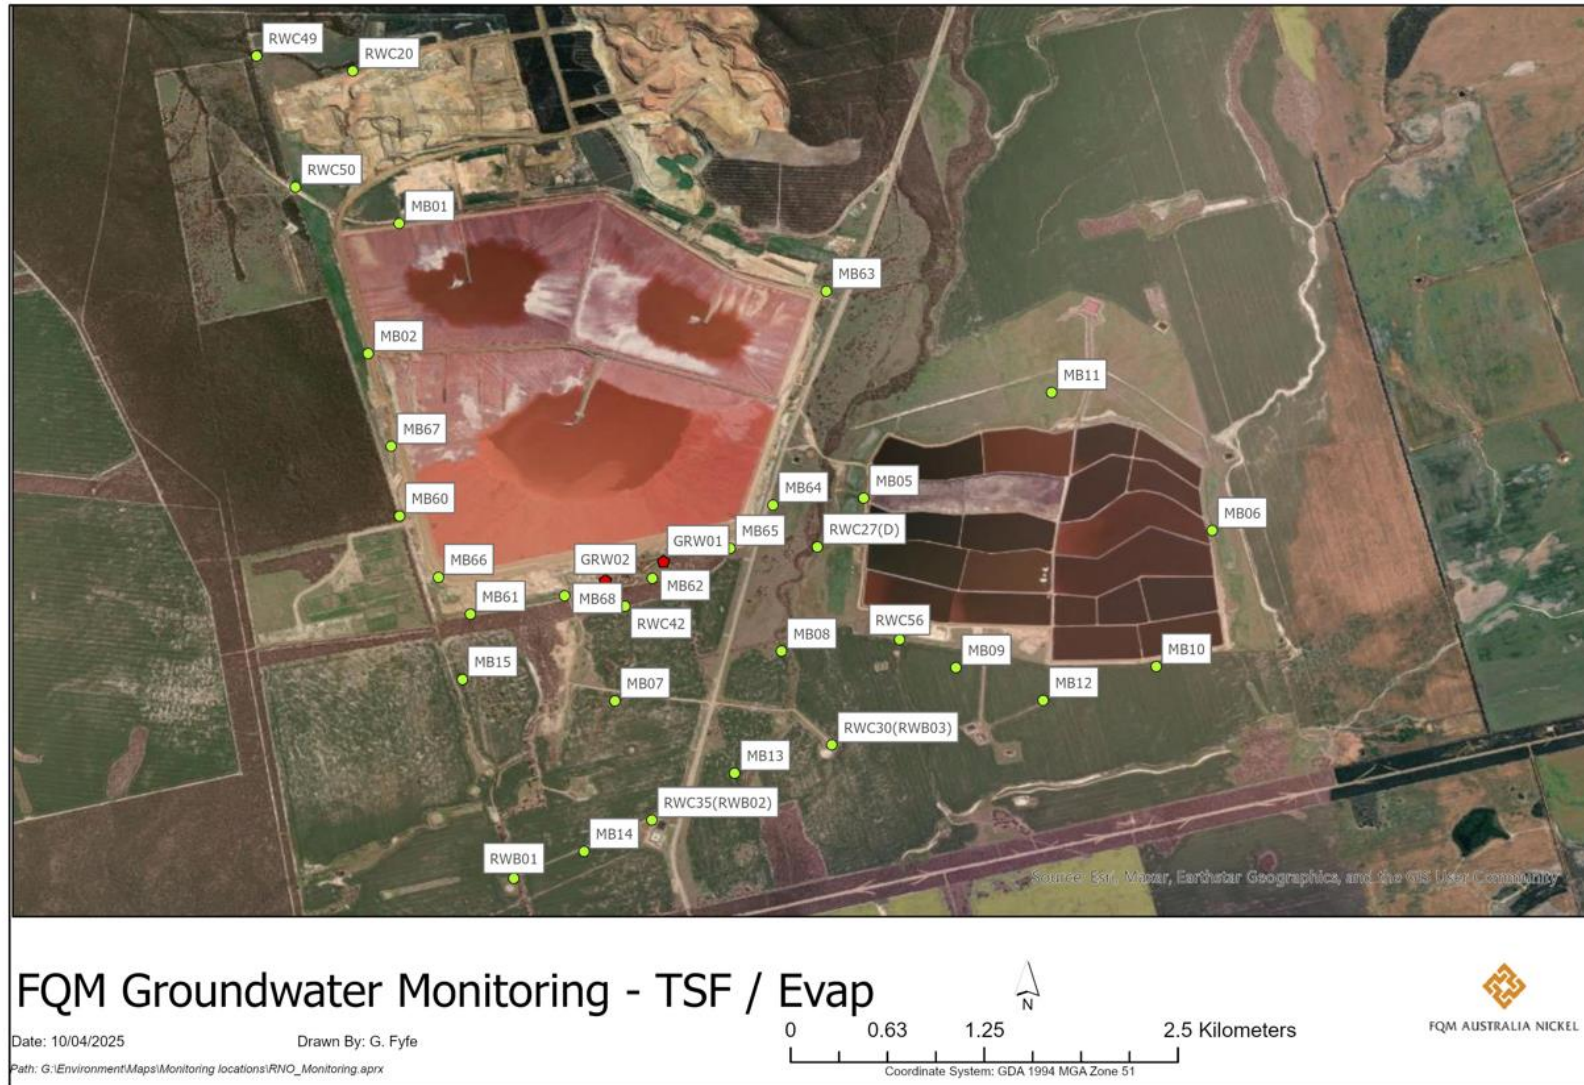 RWC49
RWC20
RWC50
MB01
MB63
MB02
MB11
MB67
MB64
MB05
MB60
MB65
RWC27(D)
MB06
GRW01
GRW02
MB66
MB62
MB61
MB68
RWC42
RWC56
MB08
MB09
MB10
MB15
MB07
MB12
RWC30(RWB03)
MB13
RWC35(RWB02)
MB14
RWB01
Source: Esri, Maxar, Earthstar Geographics, and the GIS User Community
FQM Groundwater Monitoring - TSF / Evap
N
Date: 10/04/2025
Drawn By: G. Fyfe
Path: G:\Environment\Maps\Monitoring locations\RNO_Monitoring.aprx
0 0.63 1.25 2.5 Kilometers
Coordinate System: GDA 1994 MGA Zone 51
FQM AUSTRALIA NICKEL